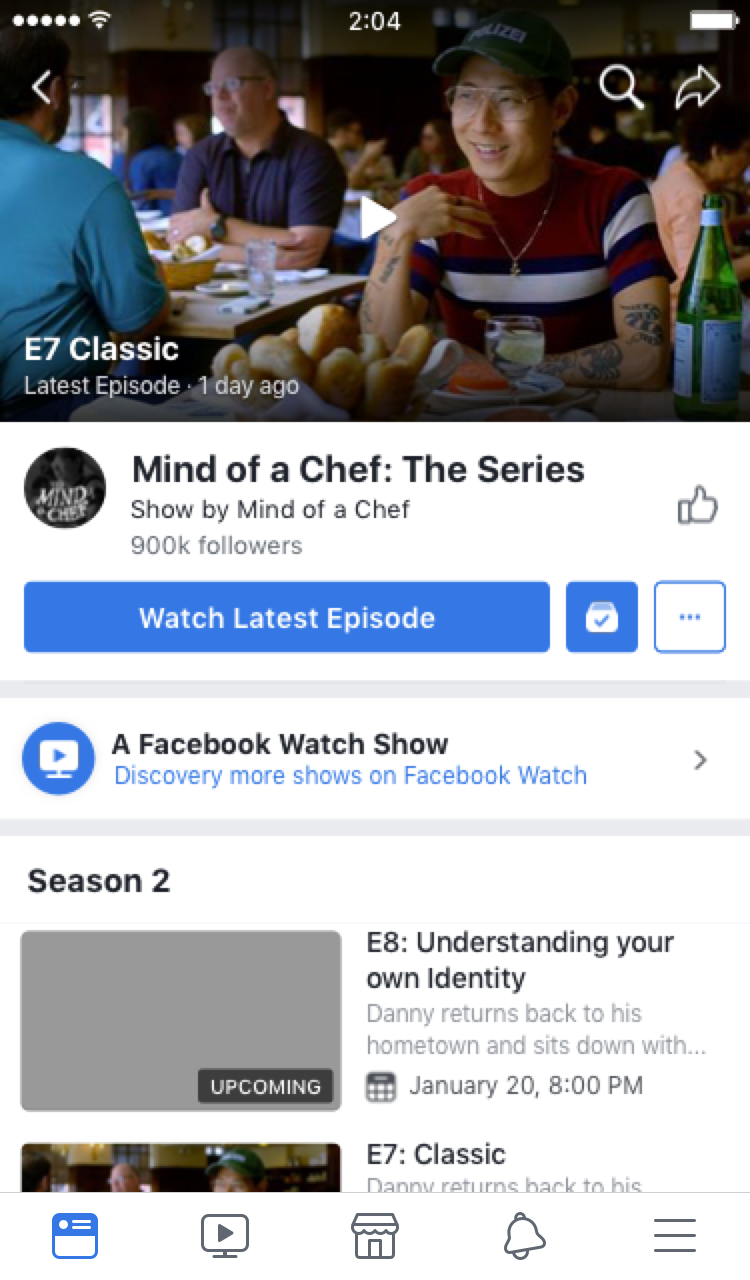 2:04
POLIZEI
E7 Classic
Latest Episode · 1 day ago
MIND
CHEF
Mind of a Chef: The Series
Show by Mind of a Chef
900k followers
Watch Latest Episode
A Facebook Watch Show
Discovery more shows on Facebook Watch
Season 2
E8: Understanding your
own Identity
Danny returns back to his
hometown and sits down with...
UPCOMING
January 20, 8:00 PM
E7: Classic
Danny returns back to his